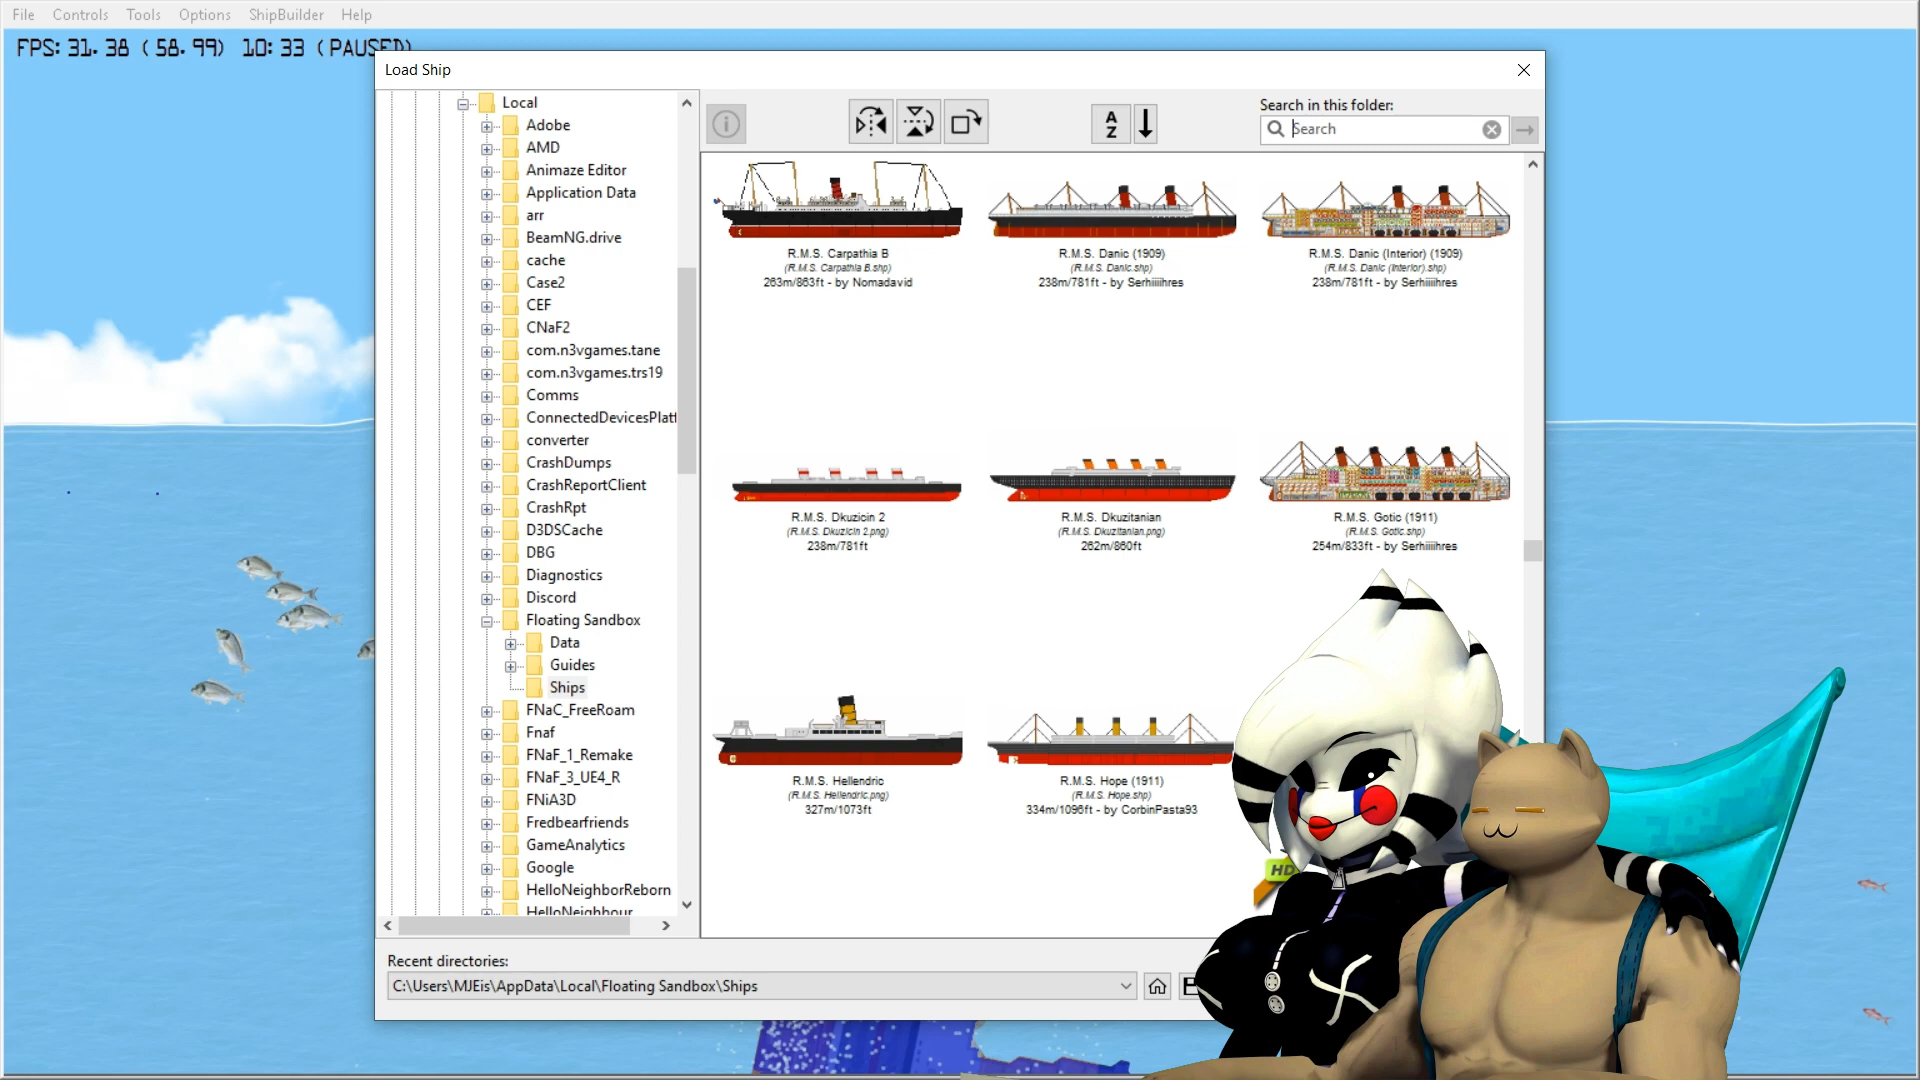 File Controls Tools Options ShipBuilder Help
FPS: 31.38 (58.99) 10:33 (PAUSED)
Load Ship
Local
Adobe
AMD
Animaze Editor
Application Data
arr
BeamNG.drive
cache
Case2
CEF
CNaF2
com.n3vgames.tane
com.n3vgames.trs19
Comms
ConnectedDevicesPlatf
converter
CrashDumps
CrashReportClient
CrashRpt
D3DSCache
DBG
Diagnostics
Discord
Floating Sandbox
Data
Guides
Ships
FNaC_FreeRoam
Fnaf
FNaF_1_Remake
FNaF_3_UE4_R
FNiA3D
Fredbearfriends
GameAnalytics
Google
HelloNeighborReborn
HelloNeighbour
A
Z
Search in this folder:
Search
R.M.S. Carpathia B
(R.M.S. Carpathia B.shp)
263m/863ft - by Nomadavid
R.M.S. Danic (1909)
(R.M.S. Danic.shp)
238m/781ft - by Serhiiiihres
R.M.S. Danic (Interior) (1909)
(R.M.S. Danic (Interior).shp)
238m/781ft - by Serhiiiihres
R.M.S. Dkuzicin 2
(R.M.S. Dkuzicin 2.png)
238m/781ft
R.M.S. Dkuzitanian
(R.M.S. Dkuzitanian.png)
262m/860ft
R.M.S. Gotic (1911)
(R.M.S. Gotic.shp)
254m/833ft - by Serhiiiihres
R.M.S. Hellendric
(R.M.S. Hellendric.png)
327m/1073ft
R.M.S. Hope (1911)
(R.M.S. Hope.shp)
334m/1096ft - by CorbinPasta93
HD
Recent directories:
C:\Users\MJEis\AppData\Local\Floating Sandbox\Ships